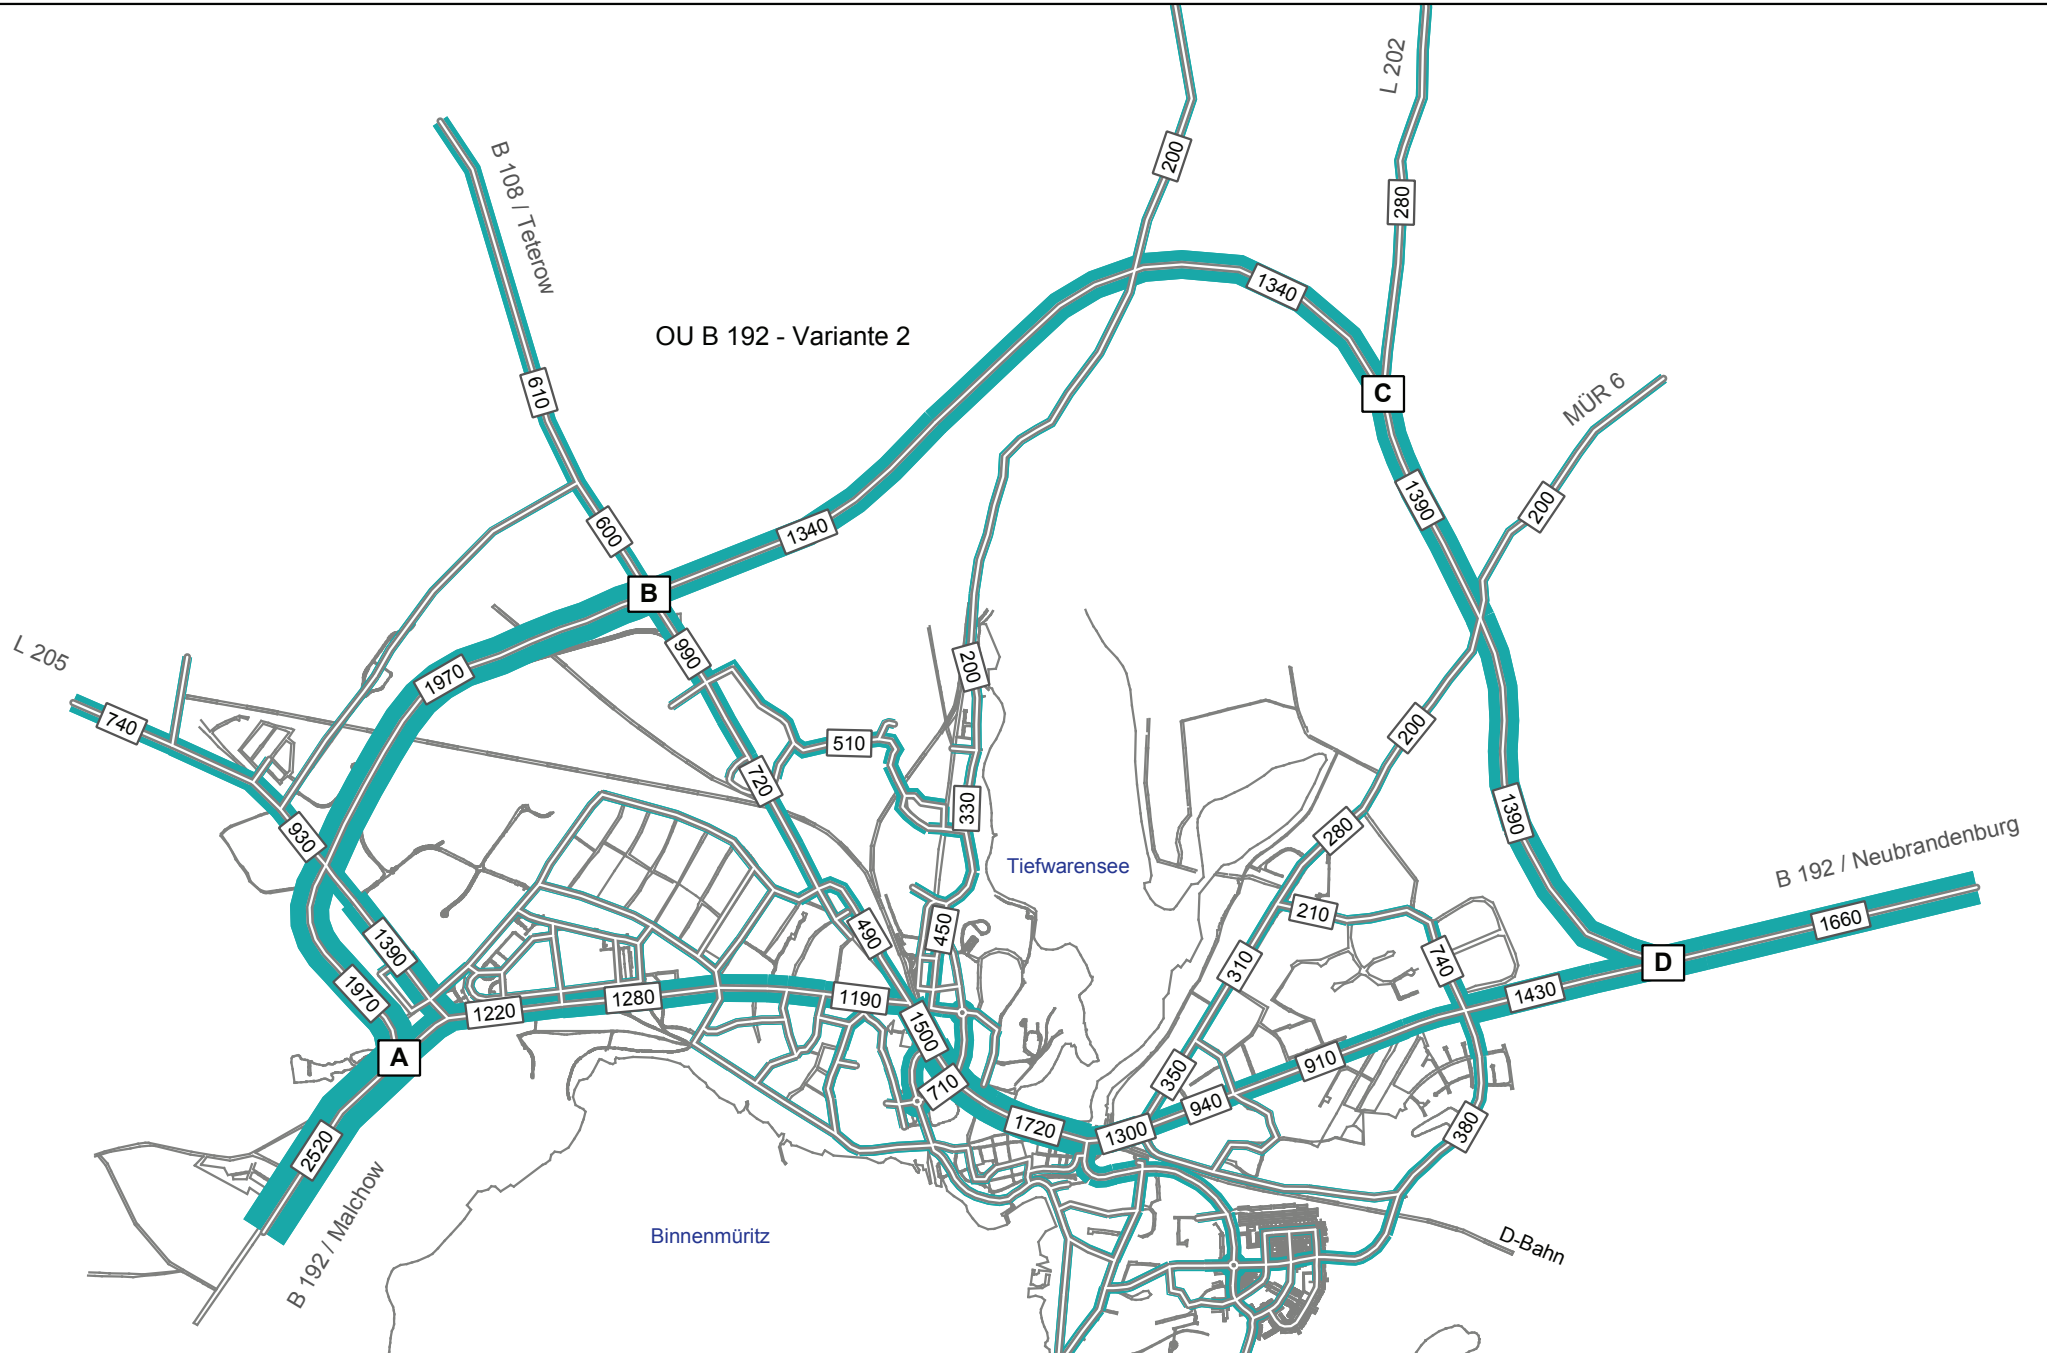 L 202
200
280
B 108 / Teterow
OU B 192 - Variante 2
1340
610
C
MÜR 6
1390
200
600
1340
B
990
L 205
1970
200
740
510
720
200
330
1390
930
280
Tiefwarensee
B 192 / Neubrandenburg
210
1660
490
450
1390
310
740
D
1970
1280
1190
1430
1220
1500
A
910
350
710
940
1720
1300
380
2520
B 192 / Malchow
Binnenmüritz
D-Bahn